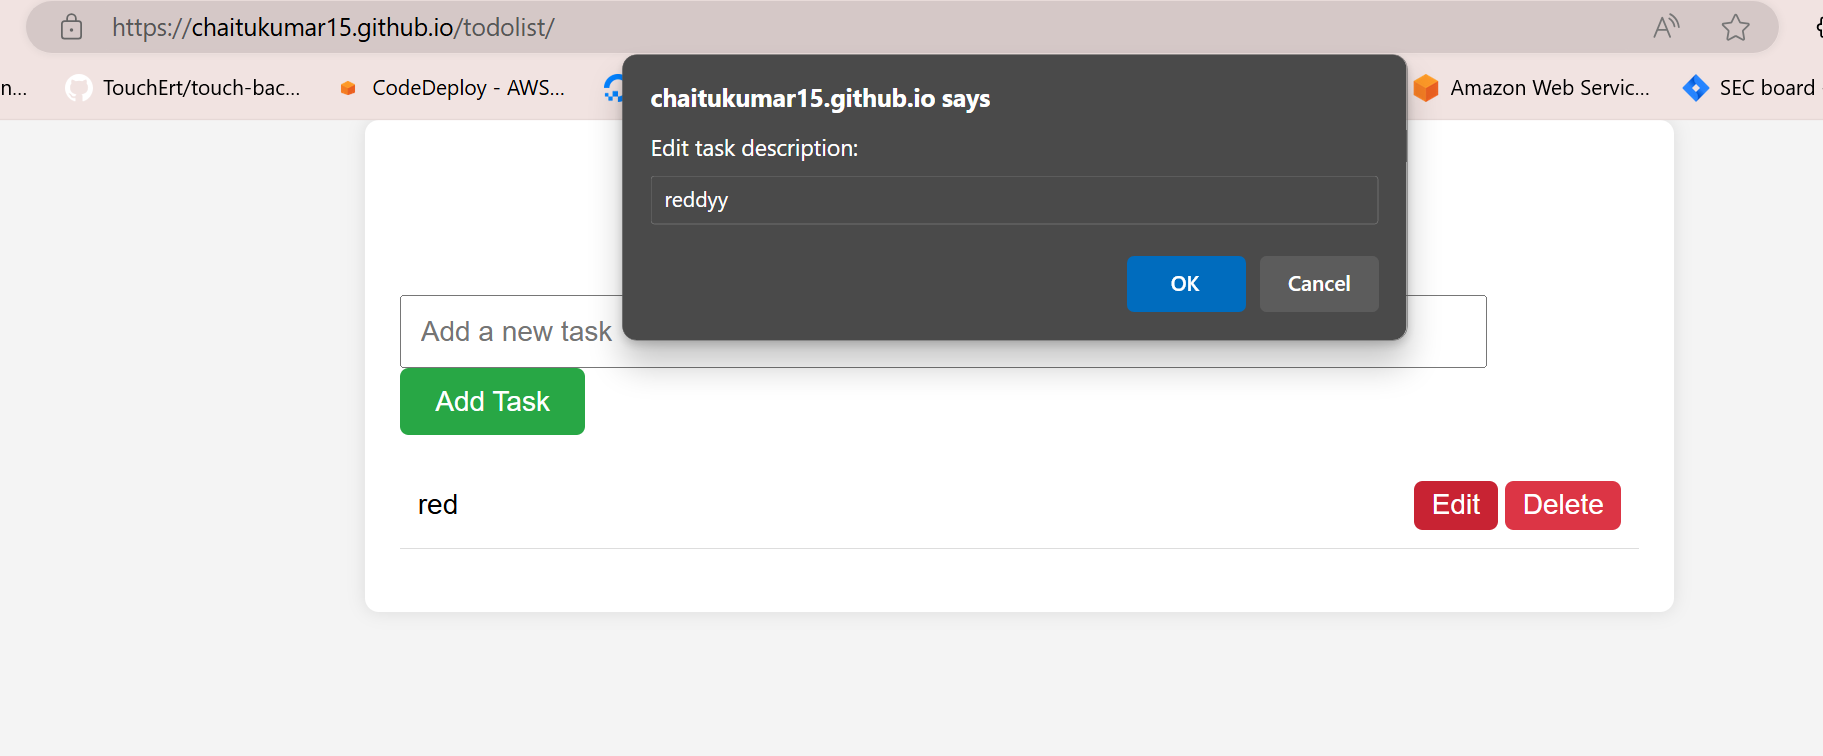 https://chaitukumar15.github.io/todolist/
n... TouchErt/touch-bac... CodeDeploy - AWS... Amazon Web Servic... SEC board
chaitukumar15.github.io says
Edit task description:
reddyy
OK Cancel
Add a new task
Add Task
red Edit Delete